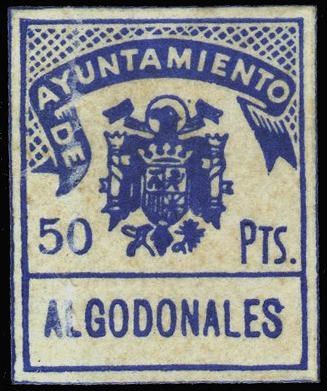 AYUNTAMIENTO
DE
50 PTS.
ALGODONALES